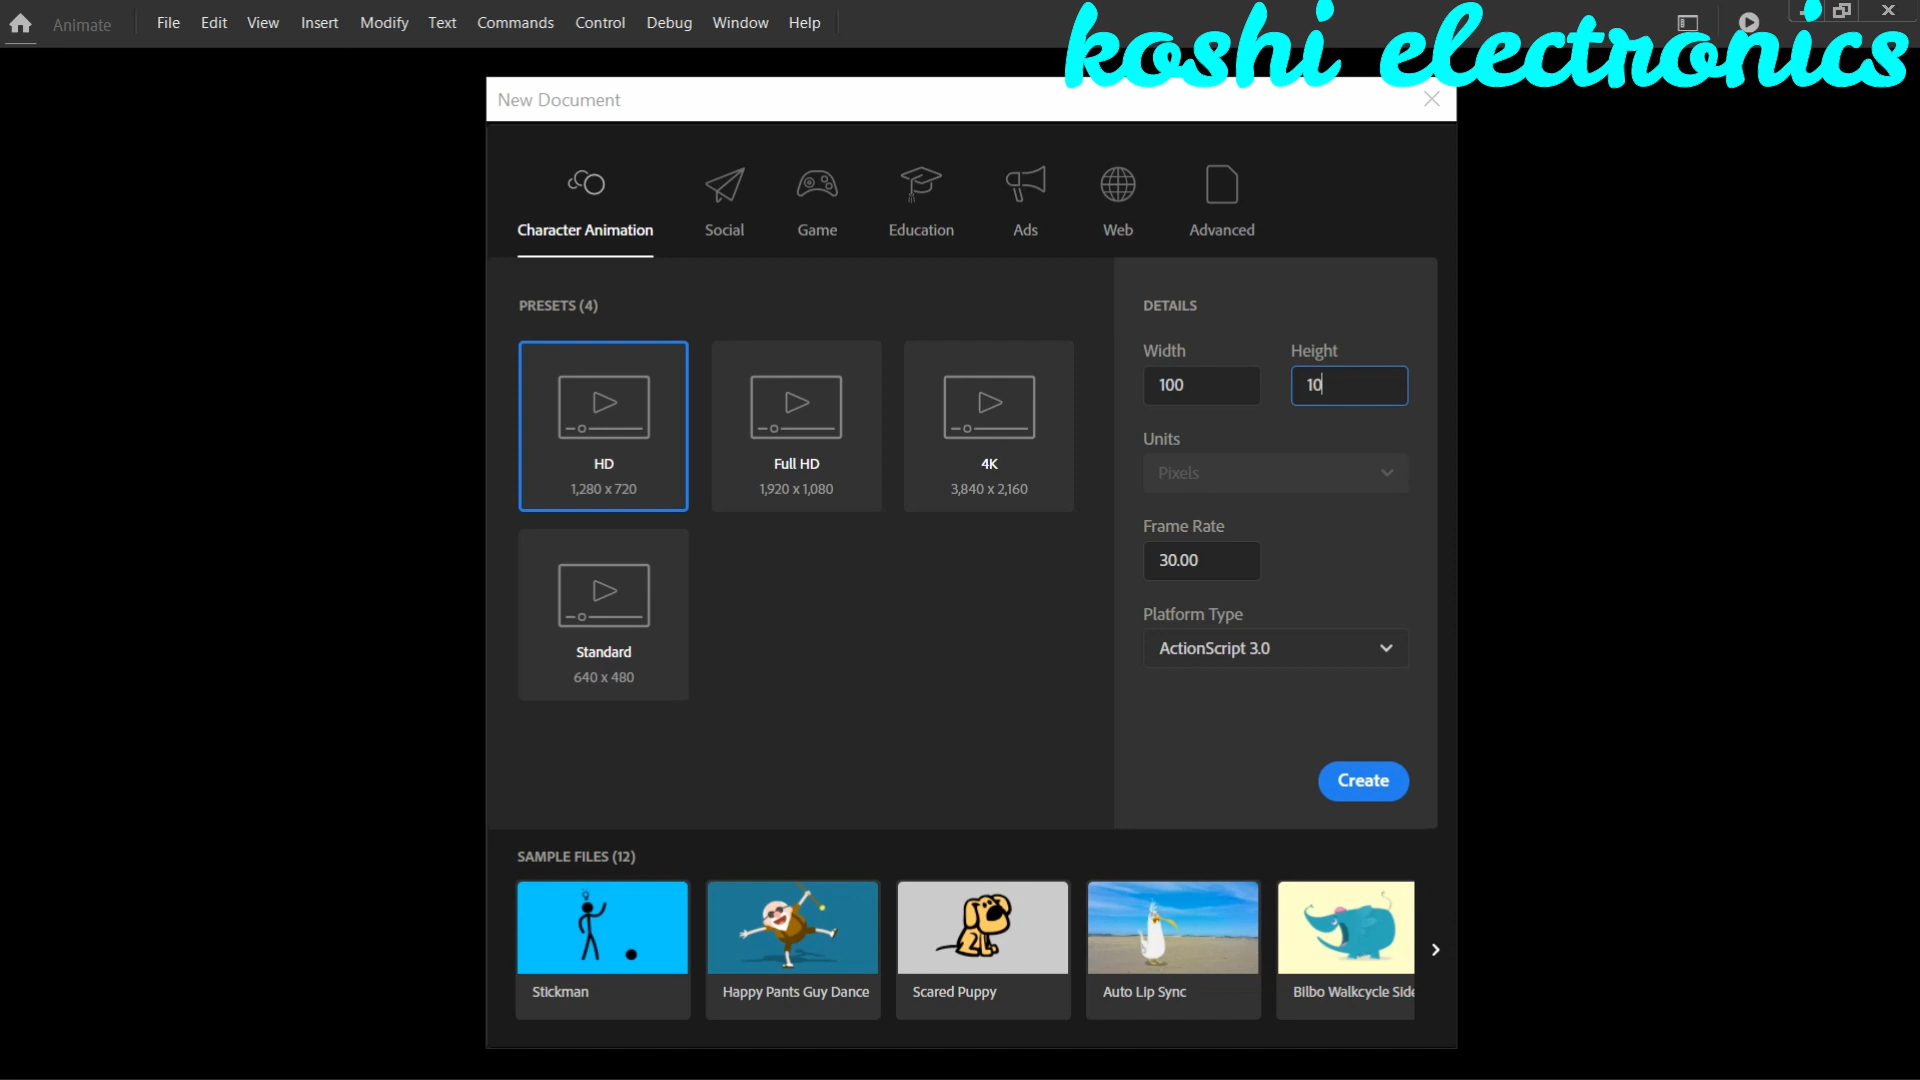 Animate File Edit View Insert Modify Text Commands Control Debug Window Help
koshi electronics
New Document
Character Animation Social Game Education Ads Web Advanced
PRESETS (4)
HD
1,280 x 720
Full HD
1,920 x 1,080
4K
3,840 x 2,160
Standard
640 x 480
DETAILS
Width Height
100 10
Units
Pixels
Frame Rate
30.00
Platform Type
ActionScript 3.0
Create
SAMPLE FILES (12)
Stickman
Happy Pants Guy Dance
Scared Puppy
Auto Lip Sync
Bilbo Walkcycle Side